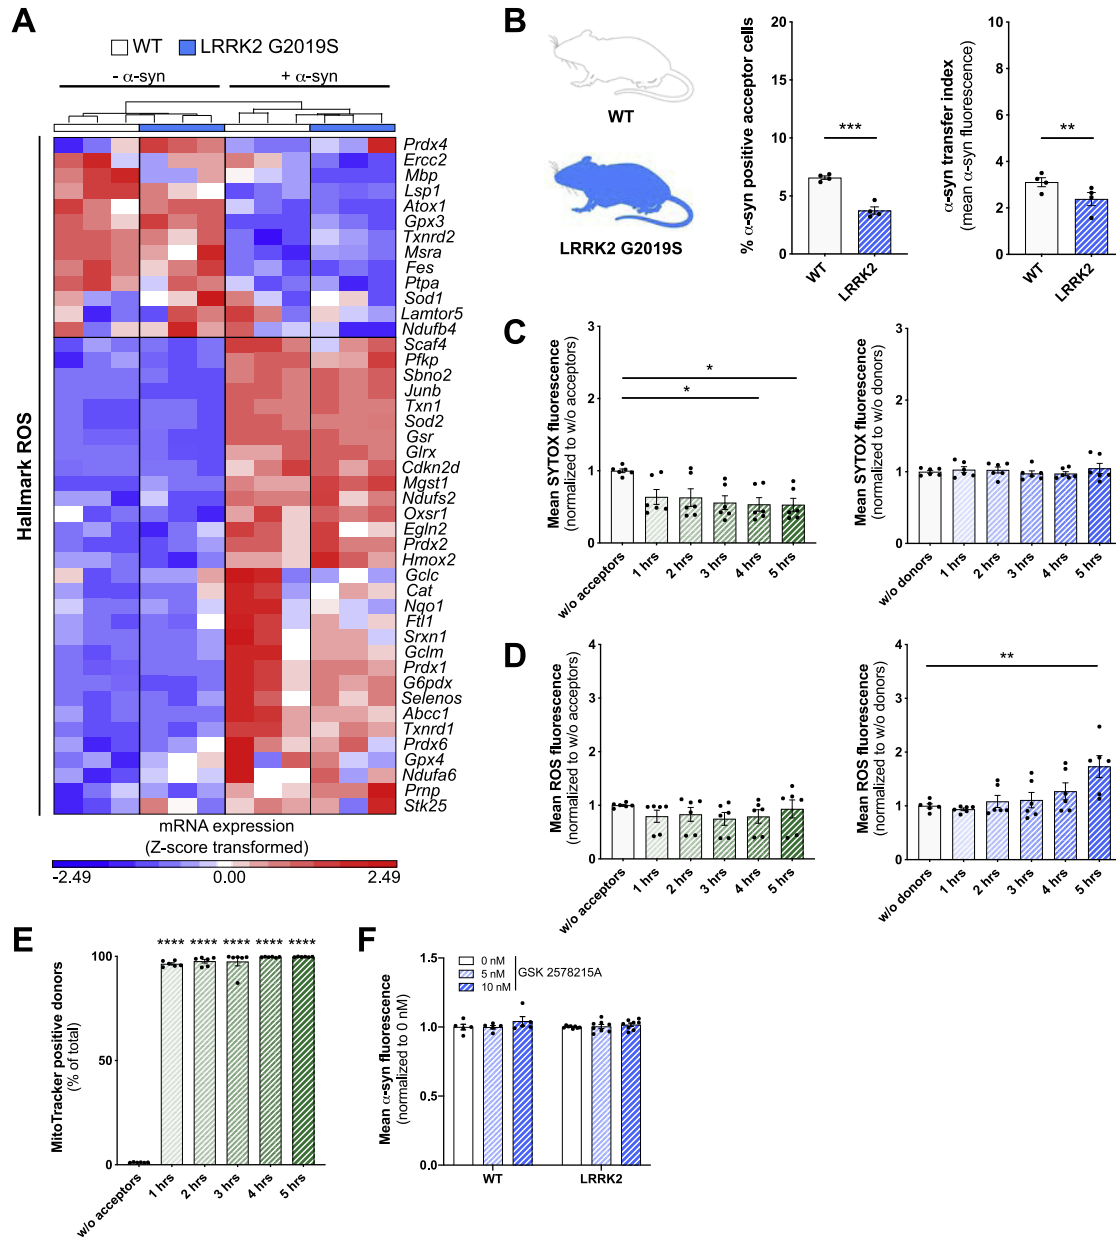 A
WT
LRRK2 G2019S
- α-syn
+ α-syn
Hallmark ROS
Prdx4
Ercc2
Mbp
Lsp1
Atox1
Gpx3
Txnrd2
Msra
Fes
Ptpa
Sod1
Lamtor5
Ndufb4
Scaf4
Pfkp
Sbno2
Junb
Txn1
Sod2
Gsr
Glrx
Cdkn2d
Mgst1
Ndufs2
Oxsr1
Egln2
Prdx2
Hmox2
Gclc
Cat
Nqo1
Ftl1
Srxn1
Gclm
Prdx1
G6pdx
Selenos
Abcc1
Txnrd1
Prdx6
Gpx4
Ndufa6
Prnp
Stk25
mRNA expression
(Z-score transformed)
-2.49
0.00
2.49
B
WT
LRRK2 G2019S
% α-syn positive acceptor cells
20
15
10
5
0
***
WT
LRRK2
α-syn transfer index
(mean α-syn fluorescence)
10
8
6
4
2
0
**
WT
LRRK2
C
Mean SYTOX fluorescence
(normalized to w/o acceptors)
3
2
1
0
*
*
w/o acceptors
1 hrs
2 hrs
3 hrs
4 hrs
5 hrs
Mean SYTOX fluorescence
(normalized to w/o donors)
3
2
1
0
w/o donors
1 hrs
2 hrs
3 hrs
4 hrs
5 hrs
D
Mean ROS fluorescence
(normalized to w/o acceptors)
4
3
2
1
0
w/o acceptors
1 hrs
2 hrs
3 hrs
4 hrs
5 hrs
Mean ROS fluorescence
(normalized to w/o donors)
4
3
2
1
0
**
w/o donors
1 hrs
2 hrs
3 hrs
4 hrs
5 hrs
E
MitoTracker positive donors
(% of total)
100
50
0
**** **** **** **** ****
w/o acceptors
1 hrs
2 hrs
3 hrs
4 hrs
5 hrs
F
Mean α-syn fluorescence
(normalized to 0 nM)
1.5
1.0
0.5
0.0
0 nM
5 nM
10 nM
GSK 2578215A
WT
LRRK2